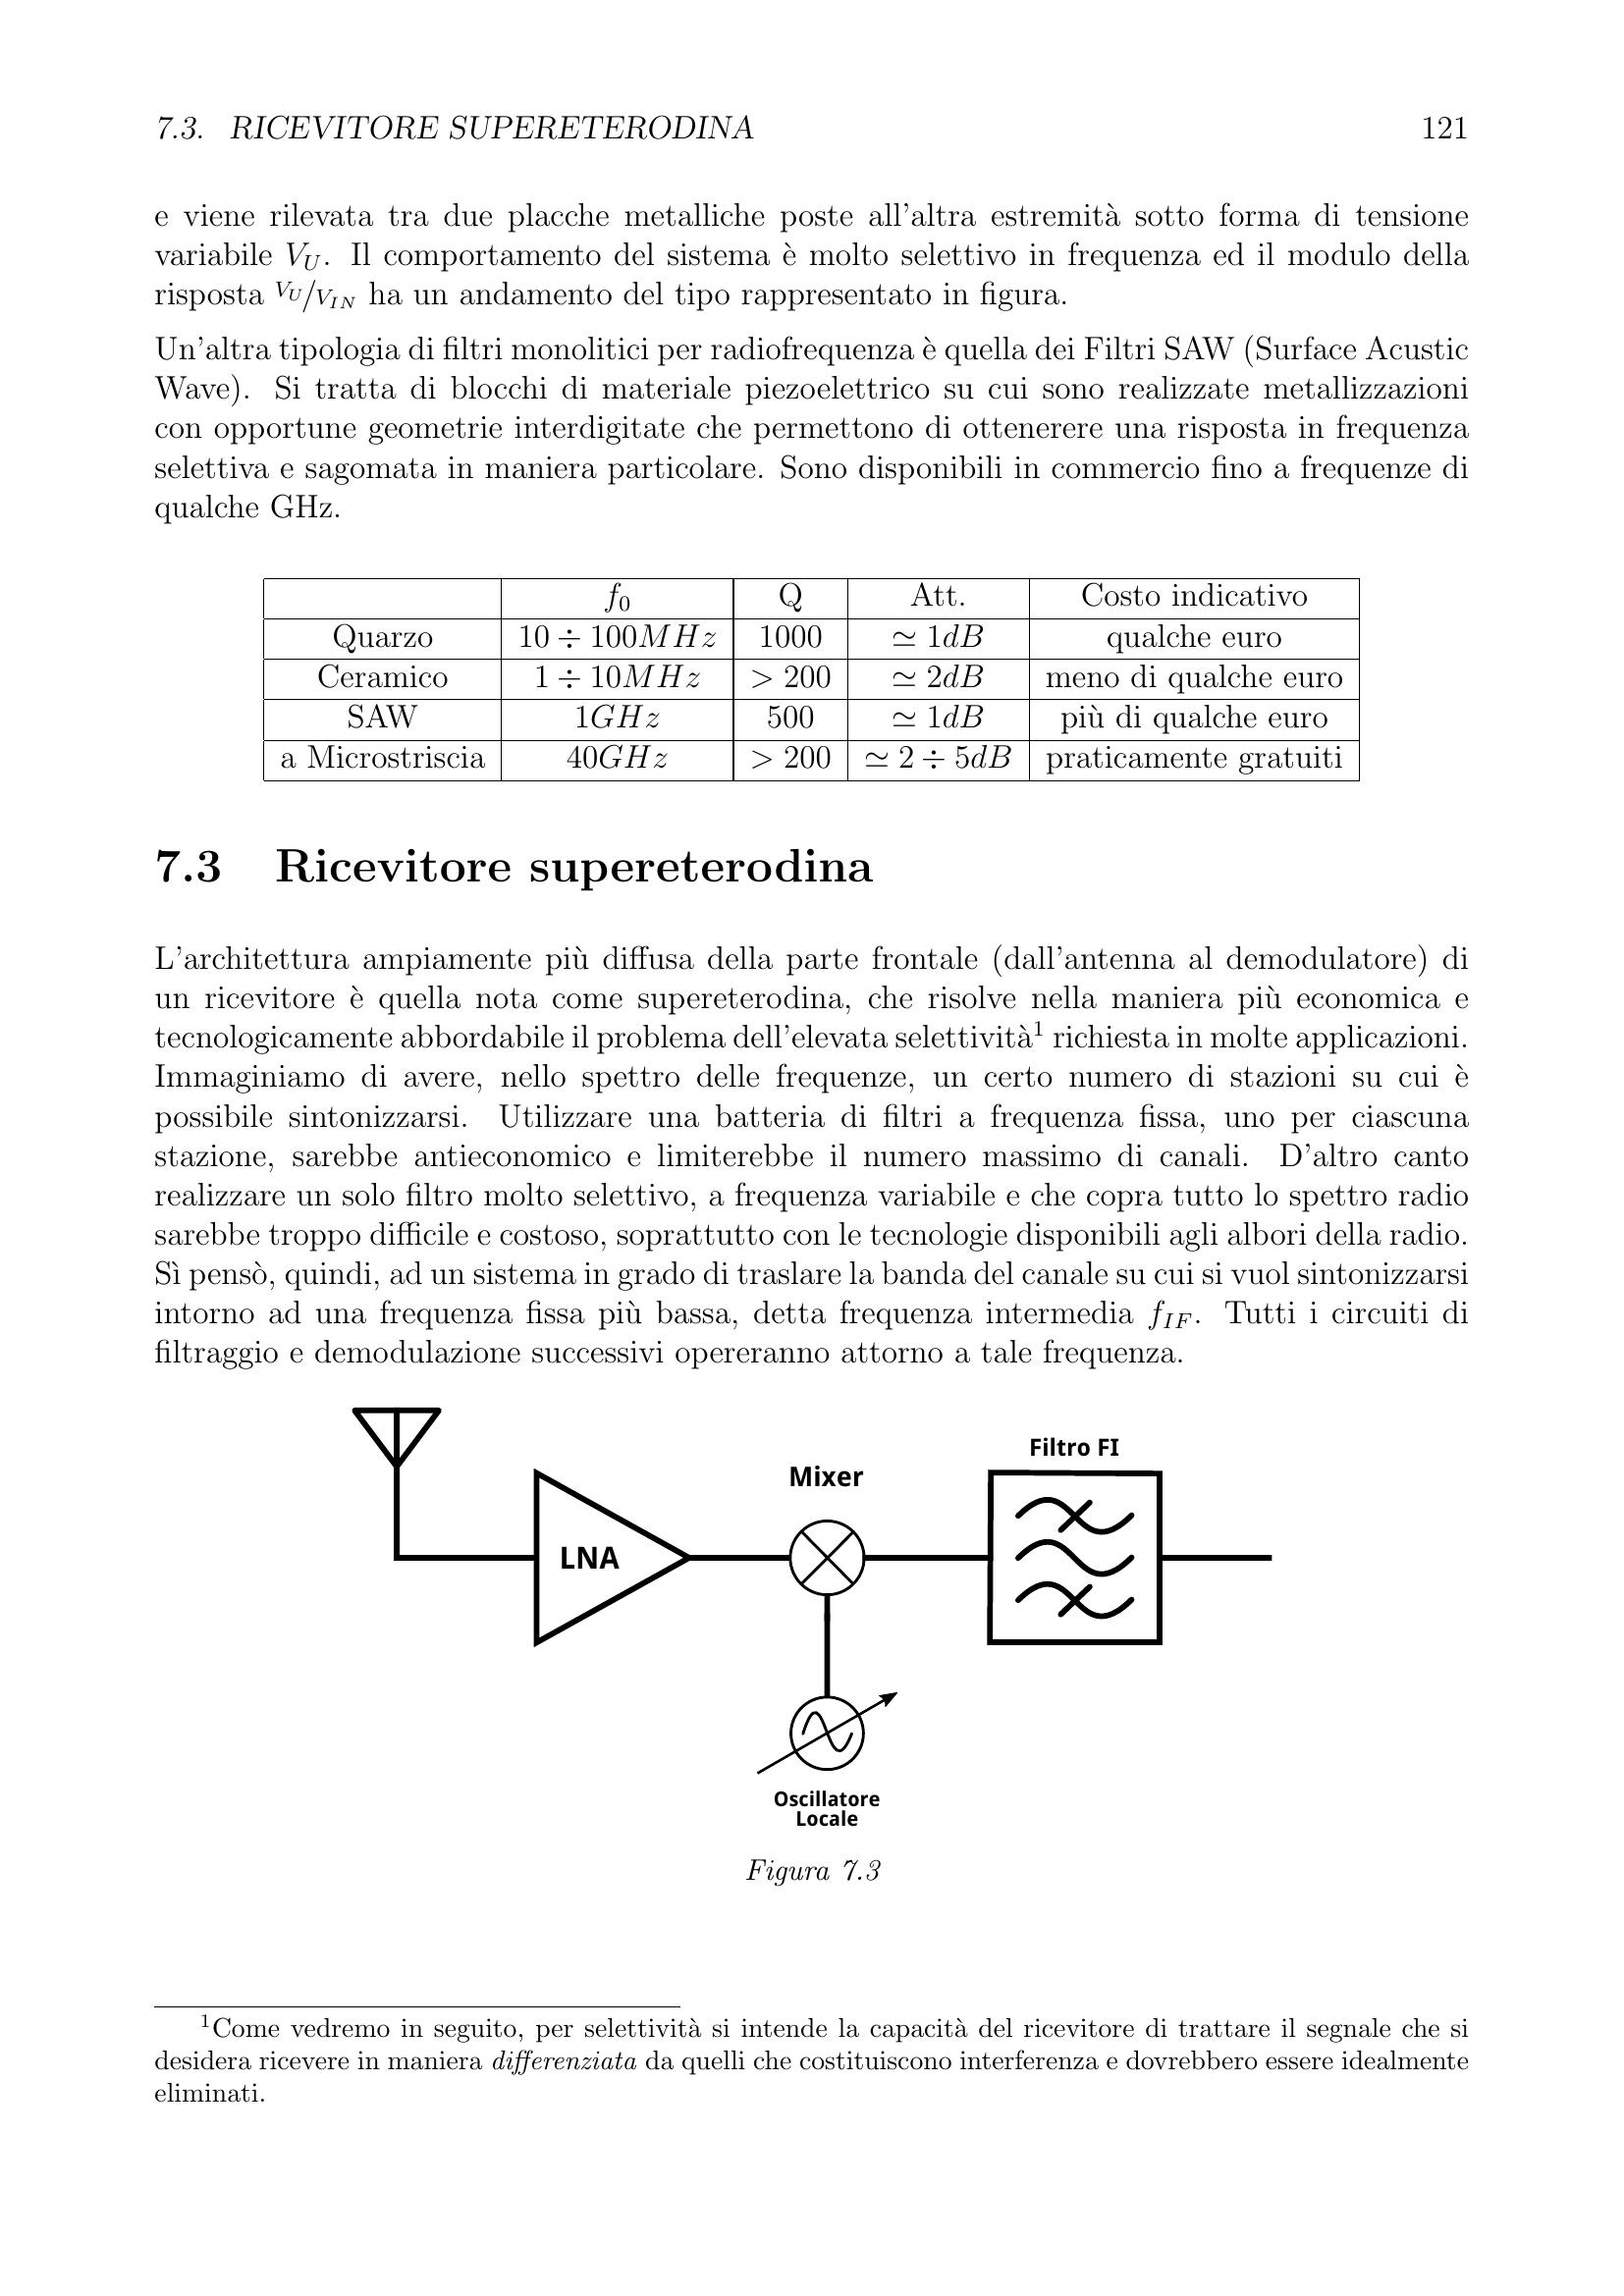 7.3. RICEVITORE SUPERETERODINA 121
e viene rilevata tra due placche metalliche poste all'altra estremità sotto forma di tensione
variabile V_U. Il comportamento del sistema è molto selettivo in frequenza ed il modulo della
risposta V_U/V_IN ha un andamento del tipo rappresentato in figura.
Un'altra tipologia di filtri monolitici per radiofrequenza è quella dei Filtri SAW (Surface Acustic
Wave). Si tratta di blocchi di materiale piezoelettrico su cui sono realizzate metallizzazioni
con opportune geometrie interdigitate che permettono di ottenerere una risposta in frequenza
selettiva e sagomata in maniera particolare. Sono disponibili in commercio fino a frequenze di
qualche GHz.
f_0 Q Att. Costo indicativo
Quarzo 10 ÷ 100MHz 1000 ≃ 1dB qualche euro
Ceramico 1 ÷ 10MHz > 200 ≃ 2dB meno di qualche euro
SAW 1GHz 500 ≃ 1dB più di qualche euro
a Microstriscia 40GHz > 200 ≃ 2 ÷ 5dB praticamente gratuiti
7.3 Ricevitore supereterodina
L'architettura ampiamente più diffusa della parte frontale (dall'antenna al demodulatore) di
un ricevitore è quella nota come supereterodina, che risolve nella maniera più economica e
tecnologicamente abbordabile il problema dell'elevata selettività¹ richiesta in molte applicazioni.
Immaginiamo di avere, nello spettro delle frequenze, un certo numero di stazioni su cui è
possibile sintonizzarsi. Utilizzare una batteria di filtri a frequenza fissa, uno per ciascuna
stazione, sarebbe antieconomico e limiterebbe il numero massimo di canali. D'altro canto
realizzare un solo filtro molto selettivo, a frequenza variabile e che copra tutto lo spettro radio
sarebbe troppo difficile e costoso, soprattutto con le tecnologie disponibili agli albori della radio.
Sì pensò, quindi, ad un sistema in grado di traslare la banda del canale su cui si vuol sintonizzarsi
intorno ad una frequenza fissa più bassa, detta frequenza intermedia f_IF. Tutti i circuiti di
filtraggio e demodulazione successivi opereranno attorno a tale frequenza.
Filtro FI
Mixer
LNA
Oscillatore
Locale
Figura 7.3
¹Come vedremo in seguito, per selettività si intende la capacità del ricevitore di trattare il segnale che si
desidera ricevere in maniera differenziata da quelli che costituiscono interferenza e dovrebbero essere idealmente
eliminati.